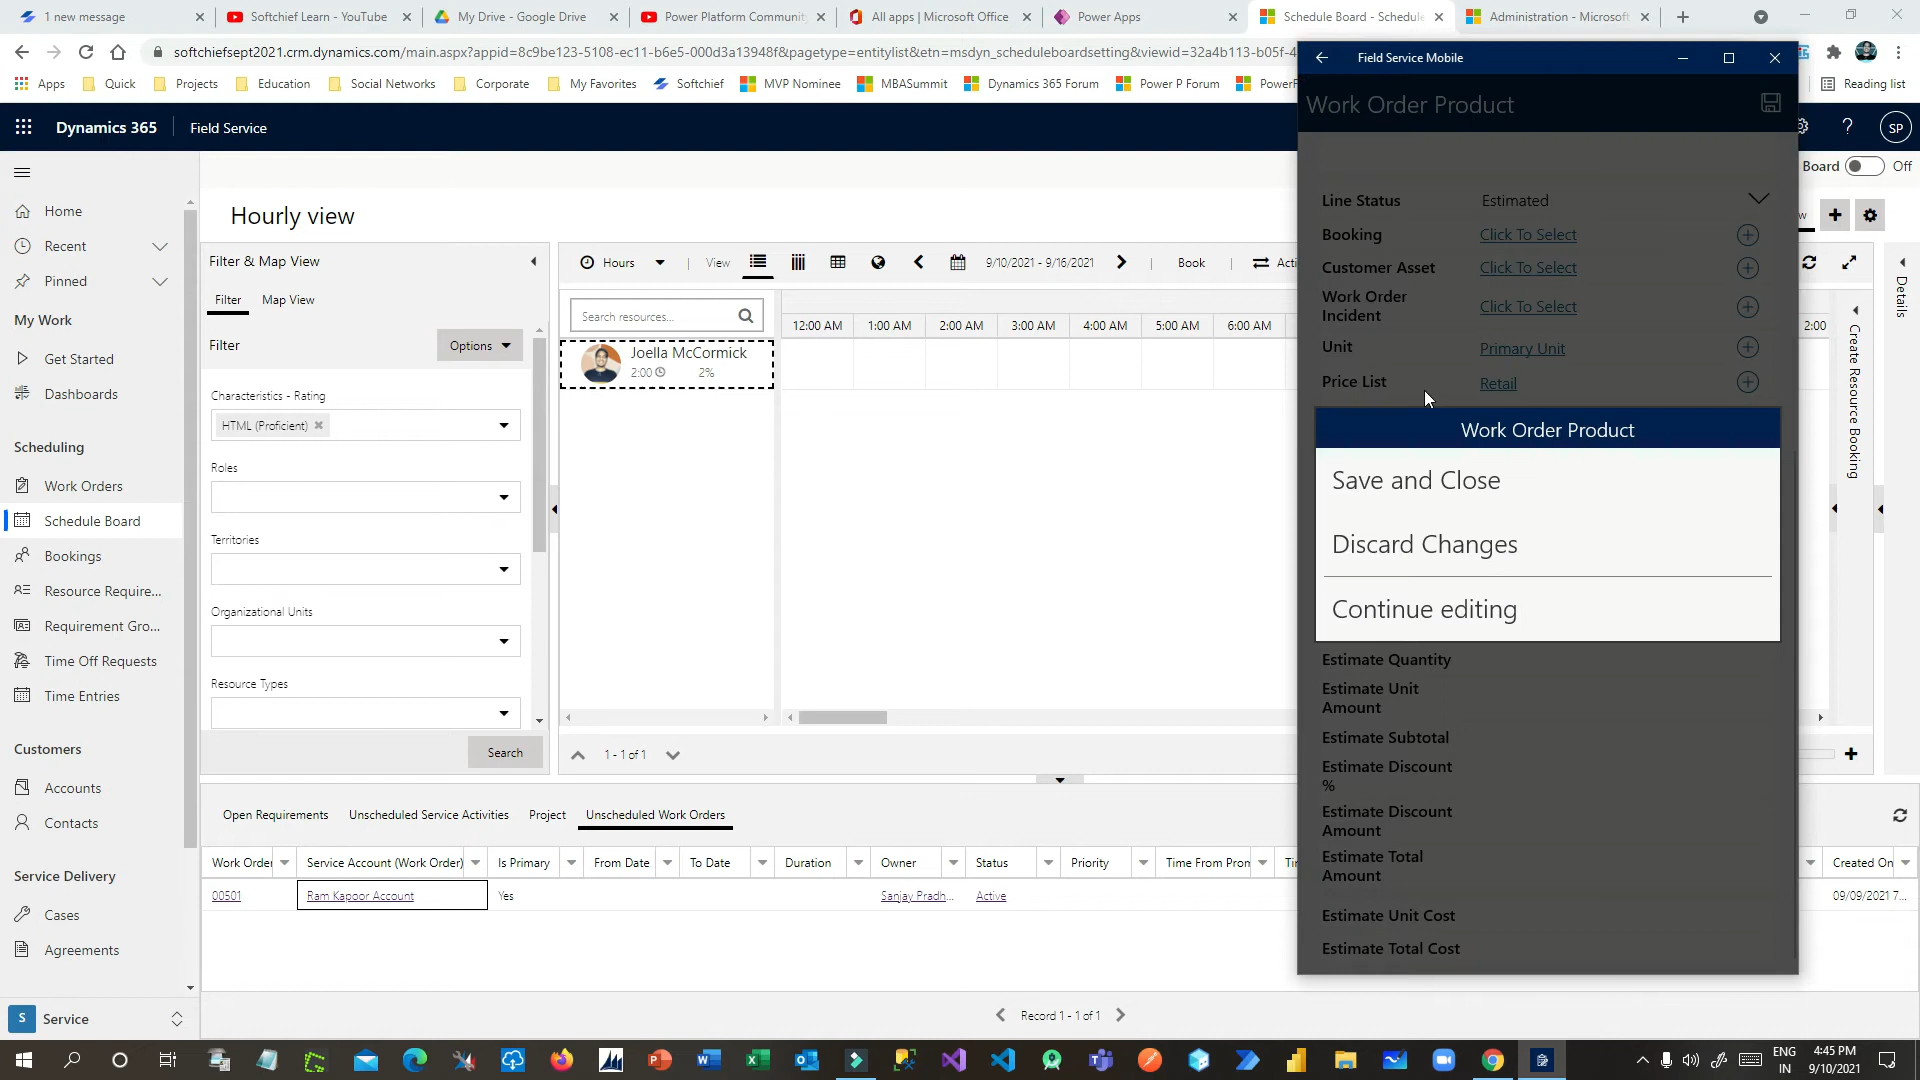 1 new message
Softchief Learn - YouTube
My Drive - Google Drive
Power Platform Community
All apps | Microsoft Office
Power Apps
Schedule Board - Schedule
Administration - Microsoft
softchiefsept2021.crm.dynamics.com/main.aspx?appid=8c9be123-5108-ec11-b6e5-000d3a13948f&pagetype=entitylist&etn=msdyn_scheduleboardsetting&viewid=32a4b113-b05f-4
Apps
Quick
Projects
Education
Social Networks
Corporate
My Favorites
Softchief
MVP Nominee
MBASummit
Dynamics 365 Forum
Power P Forum
PowerF
Reading list
Dynamics 365
Field Service
SP
Board
Off
Home
Recent
Pinned
My Work
Get Started
Dashboards
Scheduling
Work Orders
Schedule Board
Bookings
Resource Require...
Requirement Gro...
Time Off Requests
Time Entries
Customers
Accounts
Contacts
Service Delivery
Cases
Agreements
S
Service
Hourly view
Filter & Map View
Filter
Map View
Filter
Options
Characteristics - Rating
HTML (Proficient)
Roles
Territories
Organizational Units
Resource Types
Search
Hours
View
9/10/2021 - 9/16/2021
Book
Acti
Search resources...
12:00 AM
1:00 AM
2:00 AM
3:00 AM
4:00 AM
5:00 AM
6:00 AM
2:00
Joella McCormick
2:00
2%
1 - 1 of 1
Details
Create Resource Booking
Open Requirements
Unscheduled Service Activities
Project
Unscheduled Work Orders
Work Order
Service Account (Work Order)
Is Primary
From Date
To Date
Duration
Owner
Status
Priority
Time From Prom
Tir
Created On
00501
Ram Kapoor Account
Yes
Sanjay Pradh...
Active
09/09/2021 7...
Record 1 - 1 of 1
Field Service Mobile
Work Order Product
Line Status
Estimated
Booking
Click To Select
Customer Asset
Click To Select
Work Order
Incident
Click To Select
Unit
Primary Unit
Price List
Retail
Work Order Product
Save and Close
Discard Changes
Continue editing
Estimate Quantity
Estimate Unit
Amount
Estimate Subtotal
Estimate Discount
%
Estimate Discount
Amount
Estimate Total
Amount
Estimate Unit Cost
Estimate Total Cost
ENG
IN
4:45 PM
9/10/2021